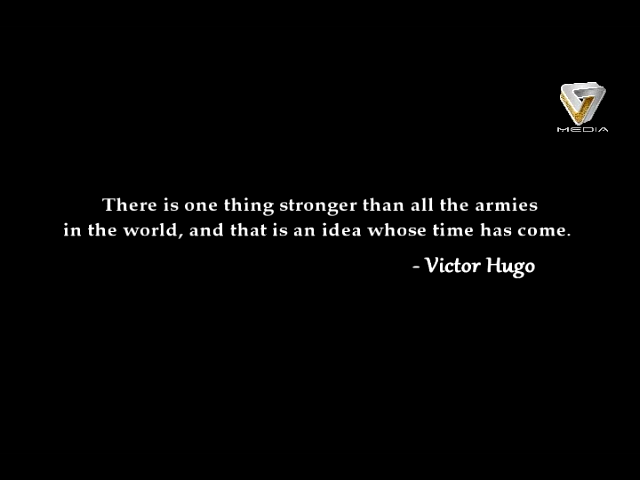 MEDIA
There is one thing stronger than all the armies
in the world, and that is an idea whose time has come.
- Victor Hugo